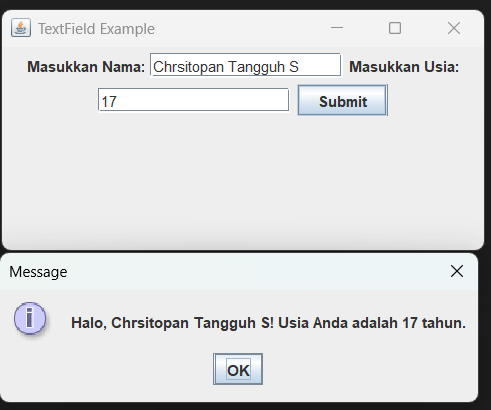 TextField Example
Masukkan Nama: Chrsitopan Tangguh S Masukkan Usia:
17 Submit
Message
Halo, Chrsitopan Tangguh S! Usia Anda adalah 17 tahun.
OK